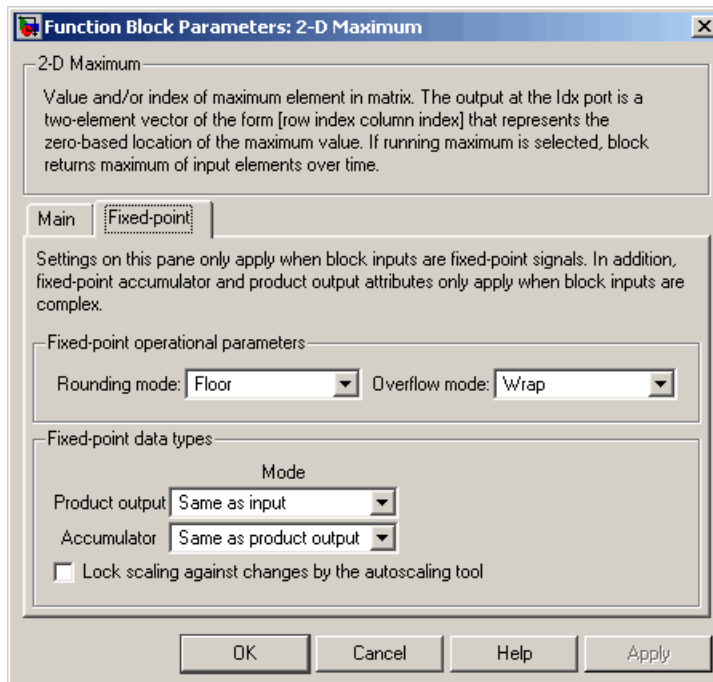 Function Block Parameters: 2-D Maximum
2-D Maximum
Value and/or index of maximum element in matrix. The output at the Idx port is a
two-element vector of the form [row index column index] that represents the
zero-based location of the maximum value. If running maximum is selected, block
returns maximum of input elements over time.
Main Fixed-point
Settings on this pane only apply when block inputs are fixed-point signals. In addition,
fixed-point accumulator and product output attributes only apply when block inputs are
complex.
Fixed-point operational parameters
Rounding mode: Floor Overflow mode: Wrap
Fixed-point data types
Mode
Product output Same as input
Accumulator Same as product output
Lock scaling against changes by the autoscaling tool
OK Cancel Help Apply